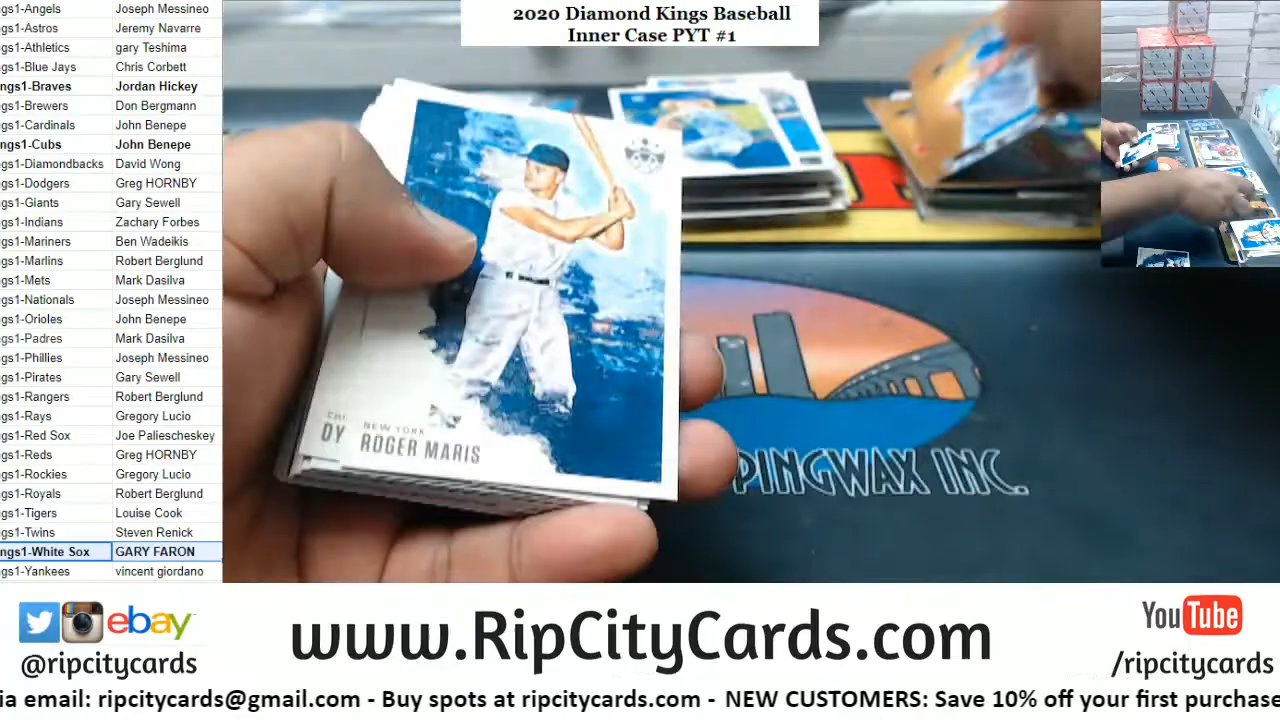 2020 Diamond Kings Baseball
Inner Case PYT #1
ngs1-Angels Joseph Messineo
gs1-Astros Jeremy Navarre
gs1-Athletics gary Teshima
gs1-Blue Jays Chris Corbett
ngs1-Braves Jordan Hickey
gs1-Brewers Don Bergmann
gs1-Cardinals John Benepe
ngs1-Cubs John Benepe
gs1-Diamondbacks David Wong
gs1-Dodgers Greg HORNBY
gs1-Giants Gary Sewell
gs1-Indians Zachary Forbes
gs1-Mariners Ben Wadeikis
gs1-Marlins Robert Berglund
gs1-Mets Mark Dasilva
gs1-Nationals Joseph Messineo
gs1-Orioles John Benepe
gs1-Padres Mark Dasilva
gs1-Phillies Joseph Messineo
gs1-Pirates Gary Sewell
gs1-Rangers Robert Berglund
gs1-Rays Gregory Lucio
gs1-Red Sox Joe Paliescheskey
gs1-Reds Greg HORNBY
gs1-Rockies Gregory Lucio
gs1-Royals Robert Berglund
gs1-Tigers Louise Cook
gs1-Twins Steven Renick
ngs1-White Sox GARY FARON
gs1-Yankees vincent giordano
CHI
OY
NEW YORK
ROGER MARIS
PINGWAX INC.
ebay
@ripcitycards
www.RipCityCards.com
YouTube
/ripcitycards
ia email: ripcitycards@gmail.com - Buy spots at ripcitycards.com - NEW CUSTOMERS: Save 10% off your first purchase